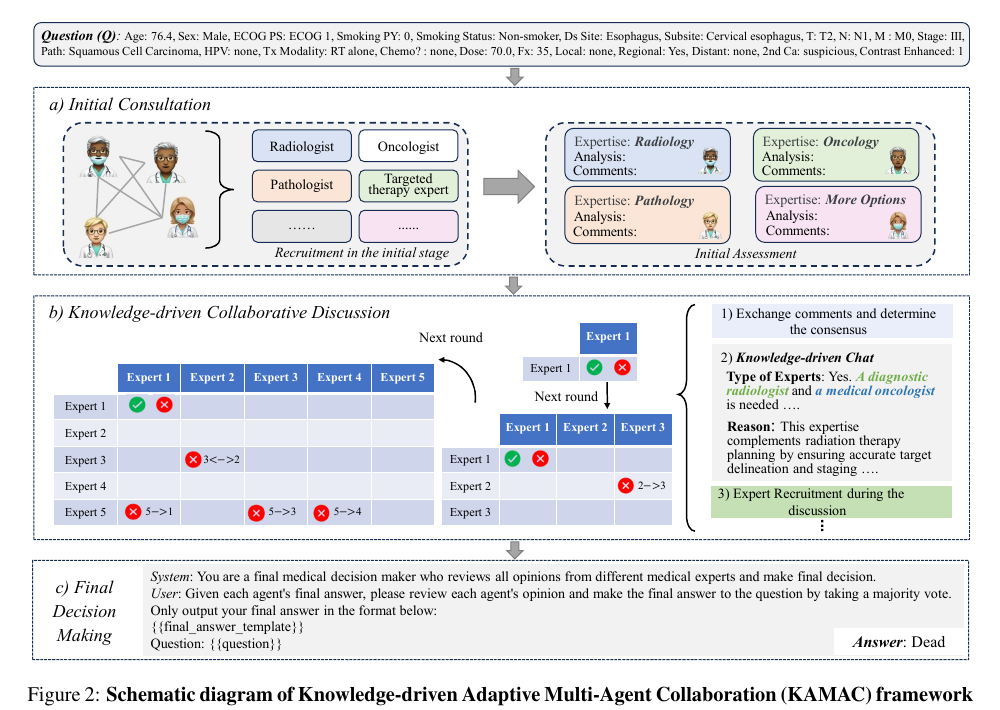 Question (Q): Age: 76.4, Sex: Male, ECOG PS: ECOG 1, Smoking PY: 0, Smoking Status: Non-smoker, Ds Site: Esophagus, Subsite: Cervical esophagus, T: T2, N: N1, M : M0, Stage: III,
Path: Squamous Cell Carcinoma, HPV: none, Tx Modality: RT alone, Chemo? : none, Dose: 70.0, Fx: 35, Local: none, Regional: Yes, Distant: none, 2nd Ca: suspicious, Contrast Enhanced: 1
a) Initial Consultation
Radiologist
Oncologist
Pathologist
Targeted
therapy expert
……
......
Recruitment in the initial stage
Expertise: Radiology
Analysis:
Comments:
Expertise: Oncology
Analysis:
Comments:
Expertise: Pathology
Analysis:
Comments:
Expertise: More Options
Analysis:
Comments:
Initial Assessment
b) Knowledge-driven Collaborative Discussion
Next round
Expert 1
Expert 1
Next round
Expert 1 Expert 2 Expert 3
Expert 1
Expert 2 2–>3
Expert 3
Expert 1 Expert 2 Expert 3 Expert 4 Expert 5
Expert 1
Expert 2
Expert 3 3<–>2
Expert 4
Expert 5 5–>1 5–>3 5–>4
1) Exchange comments and determine
the consensus
2) Knowledge-driven Chat
Type of Experts: Yes. A diagnostic
radiologist and a medical oncologist
is needed ….
Reason: This expertise
complements radiation therapy
planning by ensuring accurate target
delineation and staging ….
3) Expert Recruitment during the
discussion
⋮
c) Final
Decision
Making
System: You are a final medical decision maker who reviews all opinions from different medical experts and make final decision.
User: Given each agent's final answer, please review each agent's opinion and make the final answer to the question by taking a majority vote.
Only output your final answer in the format below:
{{final_answer_template}}
Question: {{question}}
Answer: Dead
Figure 2: Schematic diagram of Knowledge-driven Adaptive Multi-Agent Collaboration (KAMAC) framework